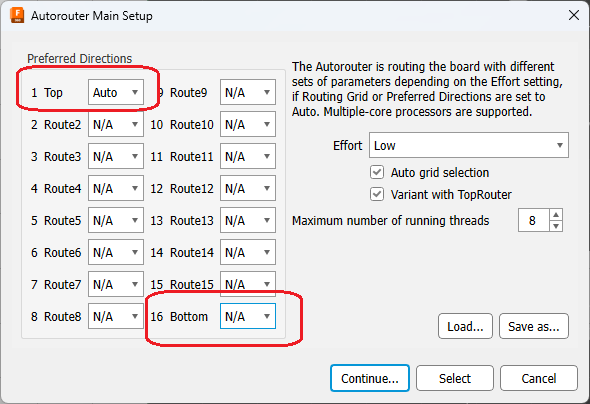 Autorouter Main Setup
Preferred Directions
1 Top Auto 9 Route9 N/A
2 Route2 N/A 10 Route10 N/A
3 Route3 N/A 11 Route11 N/A
4 Route4 N/A 12 Route12 N/A
5 Route5 N/A 13 Route13 N/A
6 Route6 N/A 14 Route14 N/A
7 Route7 N/A 15 Route15 N/A
8 Route8 N/A 16 Bottom N/A
The Autorouter is routing the board with different
sets of parameters depending on the Effort setting,
if Routing Grid or Preferred Directions are set to
Auto. Multiple-core processors are supported.
Effort Low
Auto grid selection
Variant with TopRouter
Maximum number of running threads 8
Load... Save as...
Continue... Select Cancel